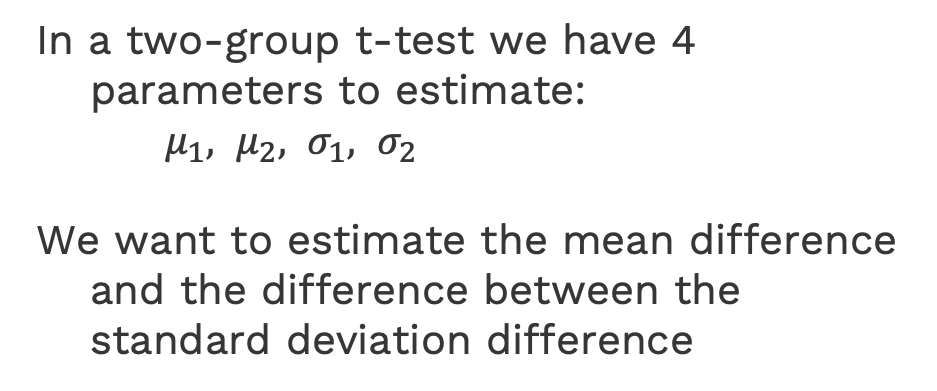 In a two-group t-test we have 4
parameters to estimate:
μ₁, μ₂, σ₁, σ₂
We want to estimate the mean difference
and the difference between the
standard deviation difference